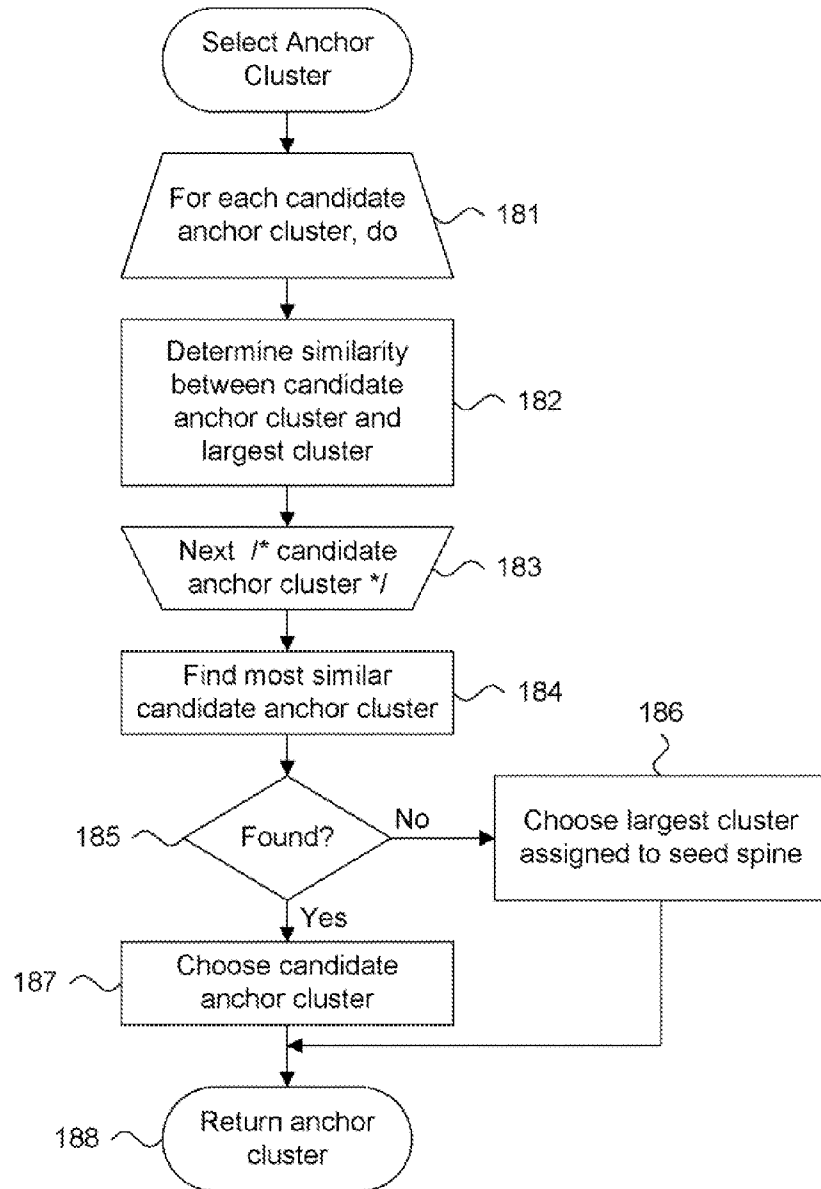 Select Anchor
Cluster
For each candidate
anchor cluster, do
181
Determine similarity
between candidate
anchor cluster and
largest cluster
182
Next /* candidate
anchor cluster */
183
Find most similar
candidate anchor cluster
184
186
185
Found?
No
Choose largest cluster
assigned to seed spine
Yes
187
Choose candidate
anchor cluster
188
Return anchor
cluster